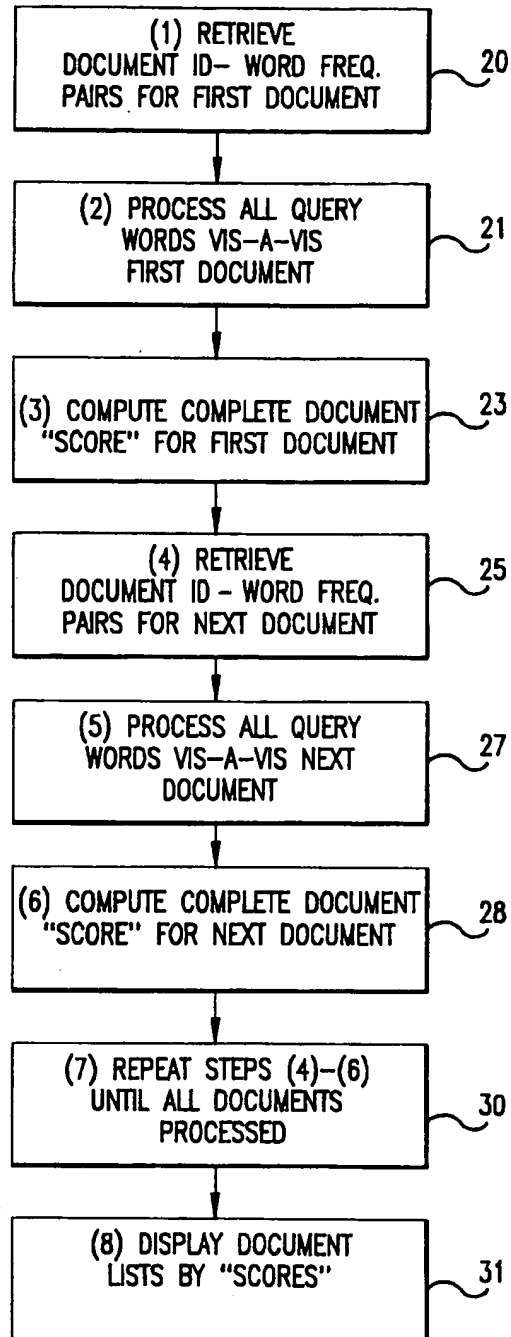 (1) RETRIEVE
DOCUMENT ID- WORD FREQ.
PAIRS FOR FIRST DOCUMENT
20
(2) PROCESS ALL QUERY
WORDS VIS-A-VIS
FIRST DOCUMENT
21
(3) COMPUTE COMPLETE DOCUMENT
"SCORE" FOR FIRST DOCUMENT
23
(4) RETRIEVE
DOCUMENT ID - WORD FREQ.
PAIRS FOR NEXT DOCUMENT
25
(5) PROCESS ALL QUERY
WORDS VIS-A-VIS NEXT
DOCUMENT
27
(6) COMPUTE COMPLETE DOCUMENT
"SCORE" FOR NEXT DOCUMENT
28
(7) REPEAT STEPS (4)-(6)
UNTIL ALL DOCUMENTS
PROCESSED
30
(8) DISPLAY DOCUMENT
LISTS BY "SCORES"
31